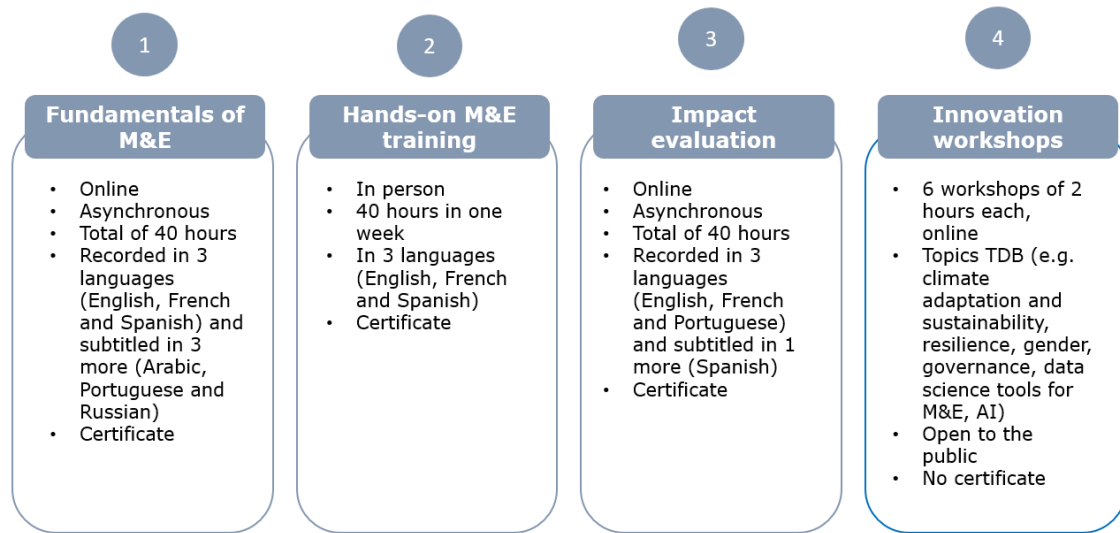 1
Fundamentals of
M&E
• Online
• Asynchronous
• Total of 40 hours
• Recorded in 3
languages
(English, French
and Spanish) and
subtitled in 3
more (Arabic,
Portuguese and
Russian)
• Certificate
2
Hands-on M&E
training
• In person
• 40 hours in one
week
• In 3 languages
(English, French
and Spanish)
• Certificate
3
Impact
evaluation
• Online
• Asynchronous
• Total of 40 hours
• Recorded in 3
languages
(English, French
and Portuguese)
and subtitled in 1
more (Spanish)
• Certificate
4
Innovation
workshops
• 6 workshops of 2
hours each,
online
• Topics TDB (e.g.
climate
adaptation and
sustainability,
resilience, gender,
governance, data
science tools for
M&E, AI)
• Open to the
public
• No certificate